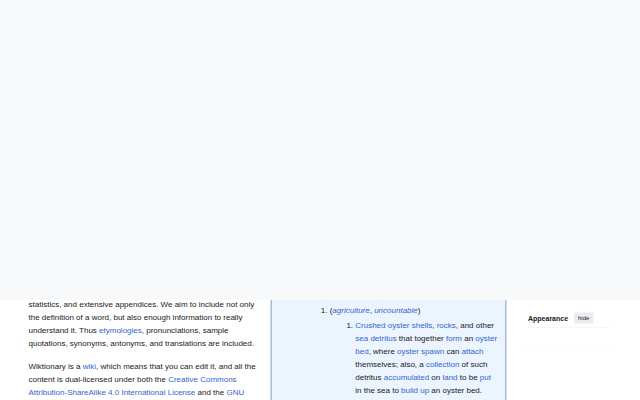 statistics, and extensive appendices. We aim to include not only
the definition of a word, but also enough information to really
understand it. Thus etymologies, pronunciations, sample
quotations, synonyms, antonyms, and translations are included.
Wiktionary is a wiki, which means that you can edit it, and all the
content is dual-licensed under both the Creative Commons
Attribution-ShareAlike 4.0 International License and the GNU
1. (agriculture, uncountable)
1. Crushed oyster shells, rocks, and other
sea detritus that together form an oyster
bed, where oyster spawn can attach
themselves; also, a collection of such
detritus accumulated on land to be put
in the sea to build up an oyster bed.
Appearance hide